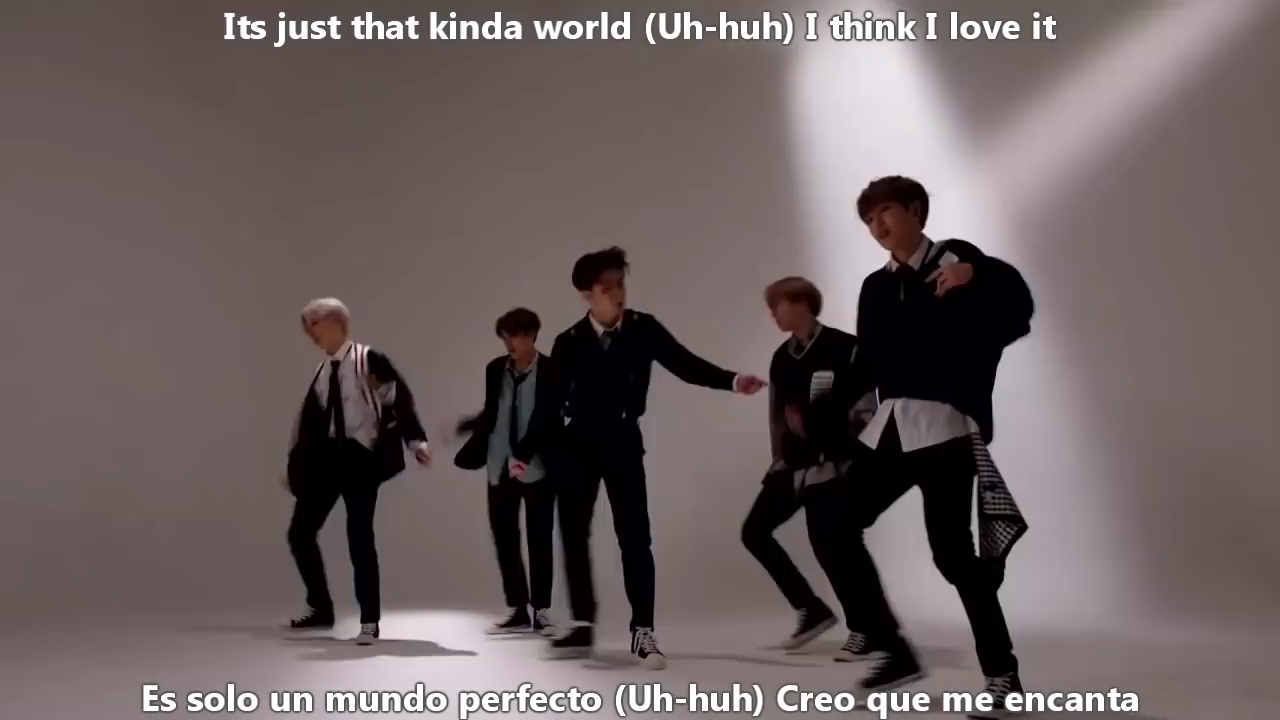 Its just that kinda world (Uh-huh) I think I love it
Es solo un mundo perfecto (Uh-huh) Creo que me encanta